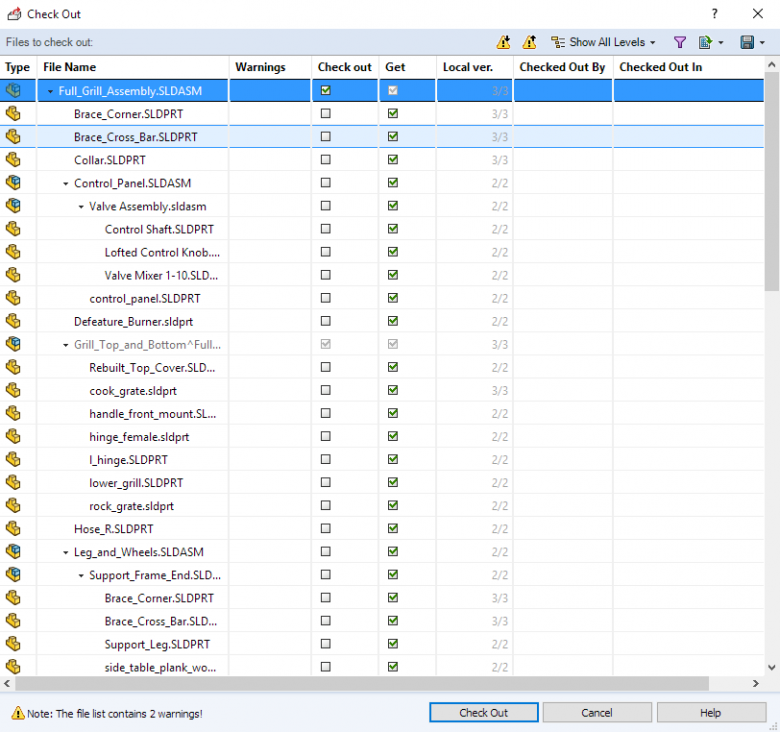 Check Out
?
Files to check out:
Show All Levels
Type File Name Warnings Check out Get Local ver. Checked Out By Checked Out In
Full_Grill_Assembly.SLDASM 3/3
Brace_Corner.SLDPRT 3/3
Brace_Cross_Bar.SLDPRT 3/3
Collar.SLDPRT 3/3
Control_Panel.SLDASM 2/2
Valve Assembly.sldasm 2/2
Control Shaft.SLDPRT 2/2
Lofted Control Knob.... 2/2
Valve Mixer 1-10.SLD... 2/2
control_panel.SLDPRT 2/2
Defeature_Burner.sldprt 2/2
Grill_Top_and_Bottom^Full... 3/3
Rebuilt_Top_Cover.SLD... 2/2
cook_grate.sldprt 3/3
handle_front_mount.SL... 2/2
hinge_female.sldprt 2/2
l_hinge.SLDPRT 2/2
lower_grill.SLDPRT 2/2
rock_grate.sldprt 2/2
Hose_R.SLDPRT 2/2
Leg_and_Wheels.SLDASM 2/2
Support_Frame_End.SLD... 2/2
Brace_Corner.SLDPRT 3/3
Brace_Cross_Bar.SLD... 3/3
Support_Leg.SLDPRT 2/2
side_table_plank_wo... 2/2
Note: The file list contains 2 warnings!
Check Out Cancel Help